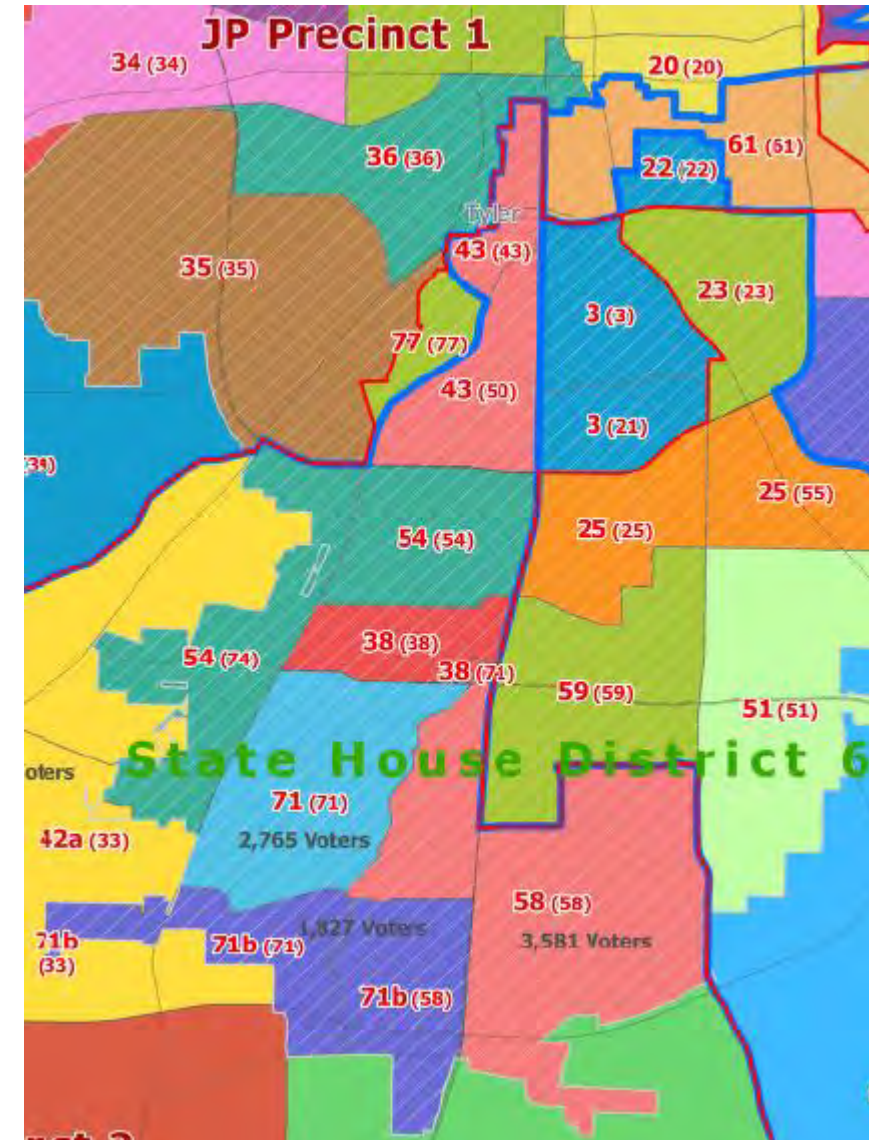 JP Precinct 1
34 (34)
20 (20)
36 (36)
61 (61)
22 (22)
Tyler
43 (43)
35 (35)
23 (23)
3 (3)
77 (77)
43 (50)
3 (21)
25 (55)
25 (25)
54 (54)
38 (38)
54 (74)
38 (71)
59 (59)
51 (51)
State House District 6
oters
71 (71)
2,765 Voters
42a (33)
58 (58)
1,827 Voters
3,581 Voters
71b
(33)
71b (71)
71b (58)